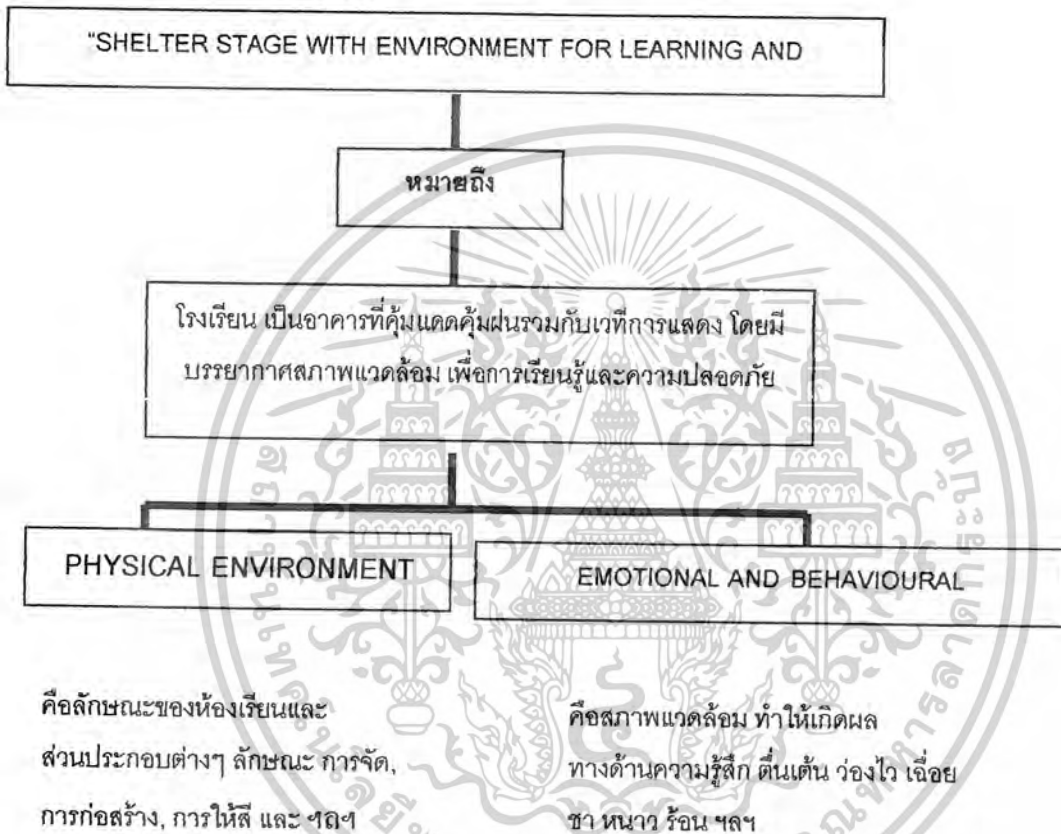 "SHELTER STAGE WITH ENVIRONMENT FOR LEARNING AND
หมายถึง
โรงเรียน เป็นอาคารที่คุ้มแดดคุ้มฝนรวมกับเวทีการแสดง โดยมี
บรรยากาศสภาพแวดล้อม เพื่อการเรียนรู้และความปลอดภัย
PHYSICAL ENVIRONMENT
EMOTIONAL AND BEHAVIOURAL
คือลักษณะของห้องเรียนและ
ส่วนประกอบต่างๆ ลักษณะ การจัด,
การก่อสร้าง, การให้สี และ ฯลฯ
คือสภาพแวดล้อม ทำให้เกิดผล
ทางด้านความรู้สึก ตื่นเต้น ว่องไว เฉื่อย
ชา หนาว ร้อน ฯลฯ